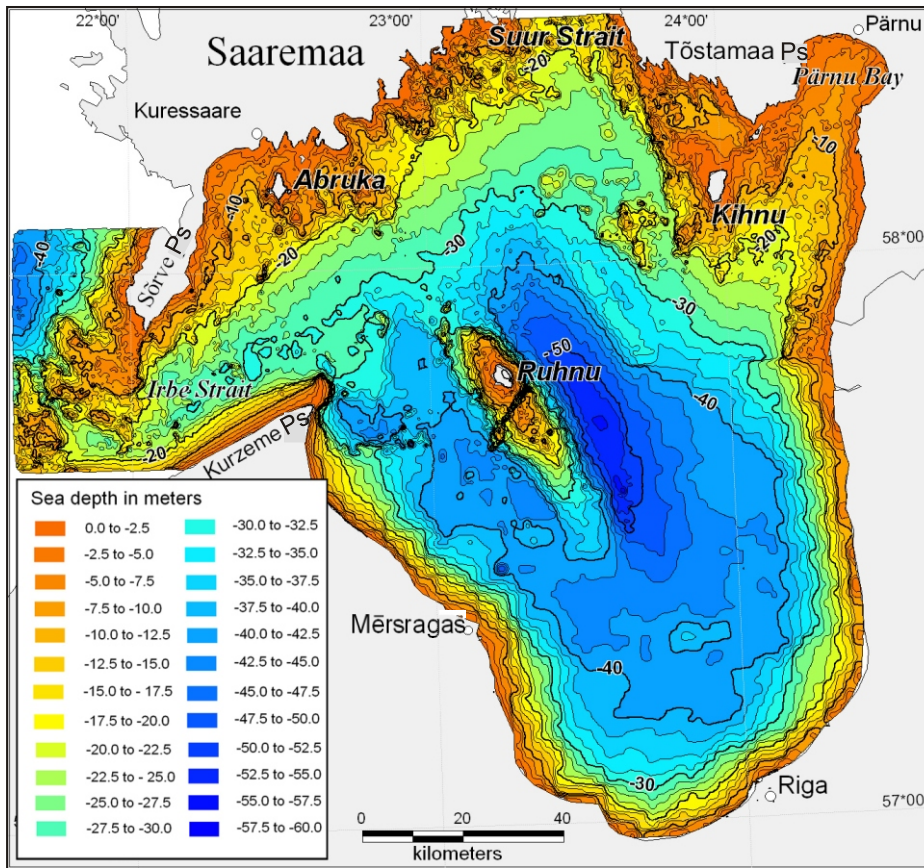 22°00'
23°00'
24°00'
Pärnu
Saaremaa
Suur Strait
Tõstamaa Ps
Pärnu Bay
-20
Kuressaare
-10
Abruka
Kihnu
-10
-20
-30
-20
58°00'
-40
Sõrve Ps
-30
-50
Ruhnu
Irbe Strait
-40
-20
Kurzeme Ps
Sea depth in meters
0.0 to -2.5
-2.5 to -5.0
-5.0 to -7.5
-7.5 to -10.0
-10.0 to -12.5
-12.5 to -15.0
-15.0 to - 17.5
-17.5 to -20.0
-20.0 to -22.5
-22.5 to - 25.0
-25.0 to -27.5
-27.5 to -30.0
-30.0 to -32.5
-32.5 to -35.0
-35.0 to -37.5
-37.5 to -40.0
-40.0 to -42.5
-42.5 to -45.0
-45.0 to -47.5
-47.5 to -50.0
-50.0 to -52.5
-52.5 to -55.0
-55.0 to -57.5
-57.5 to -60.0
Mērsragaš
-40
-30
Riga
57°00'
0 20 40
kilometers